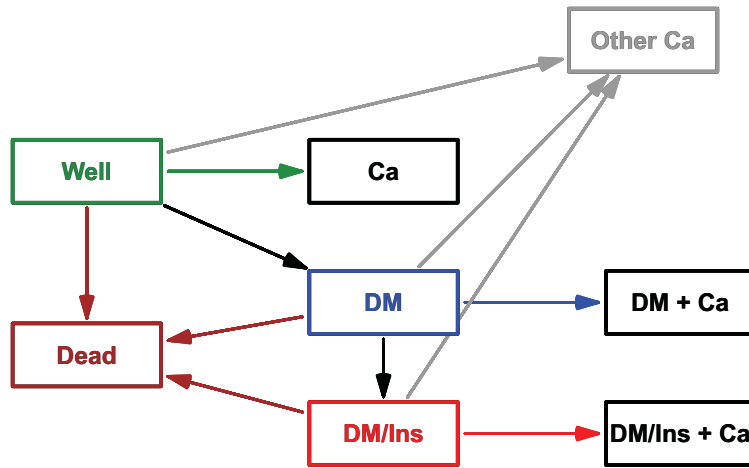 Other Ca
Well
Ca
DM
DM + Ca
Dead
DM/Ins
DM/Ins + Ca